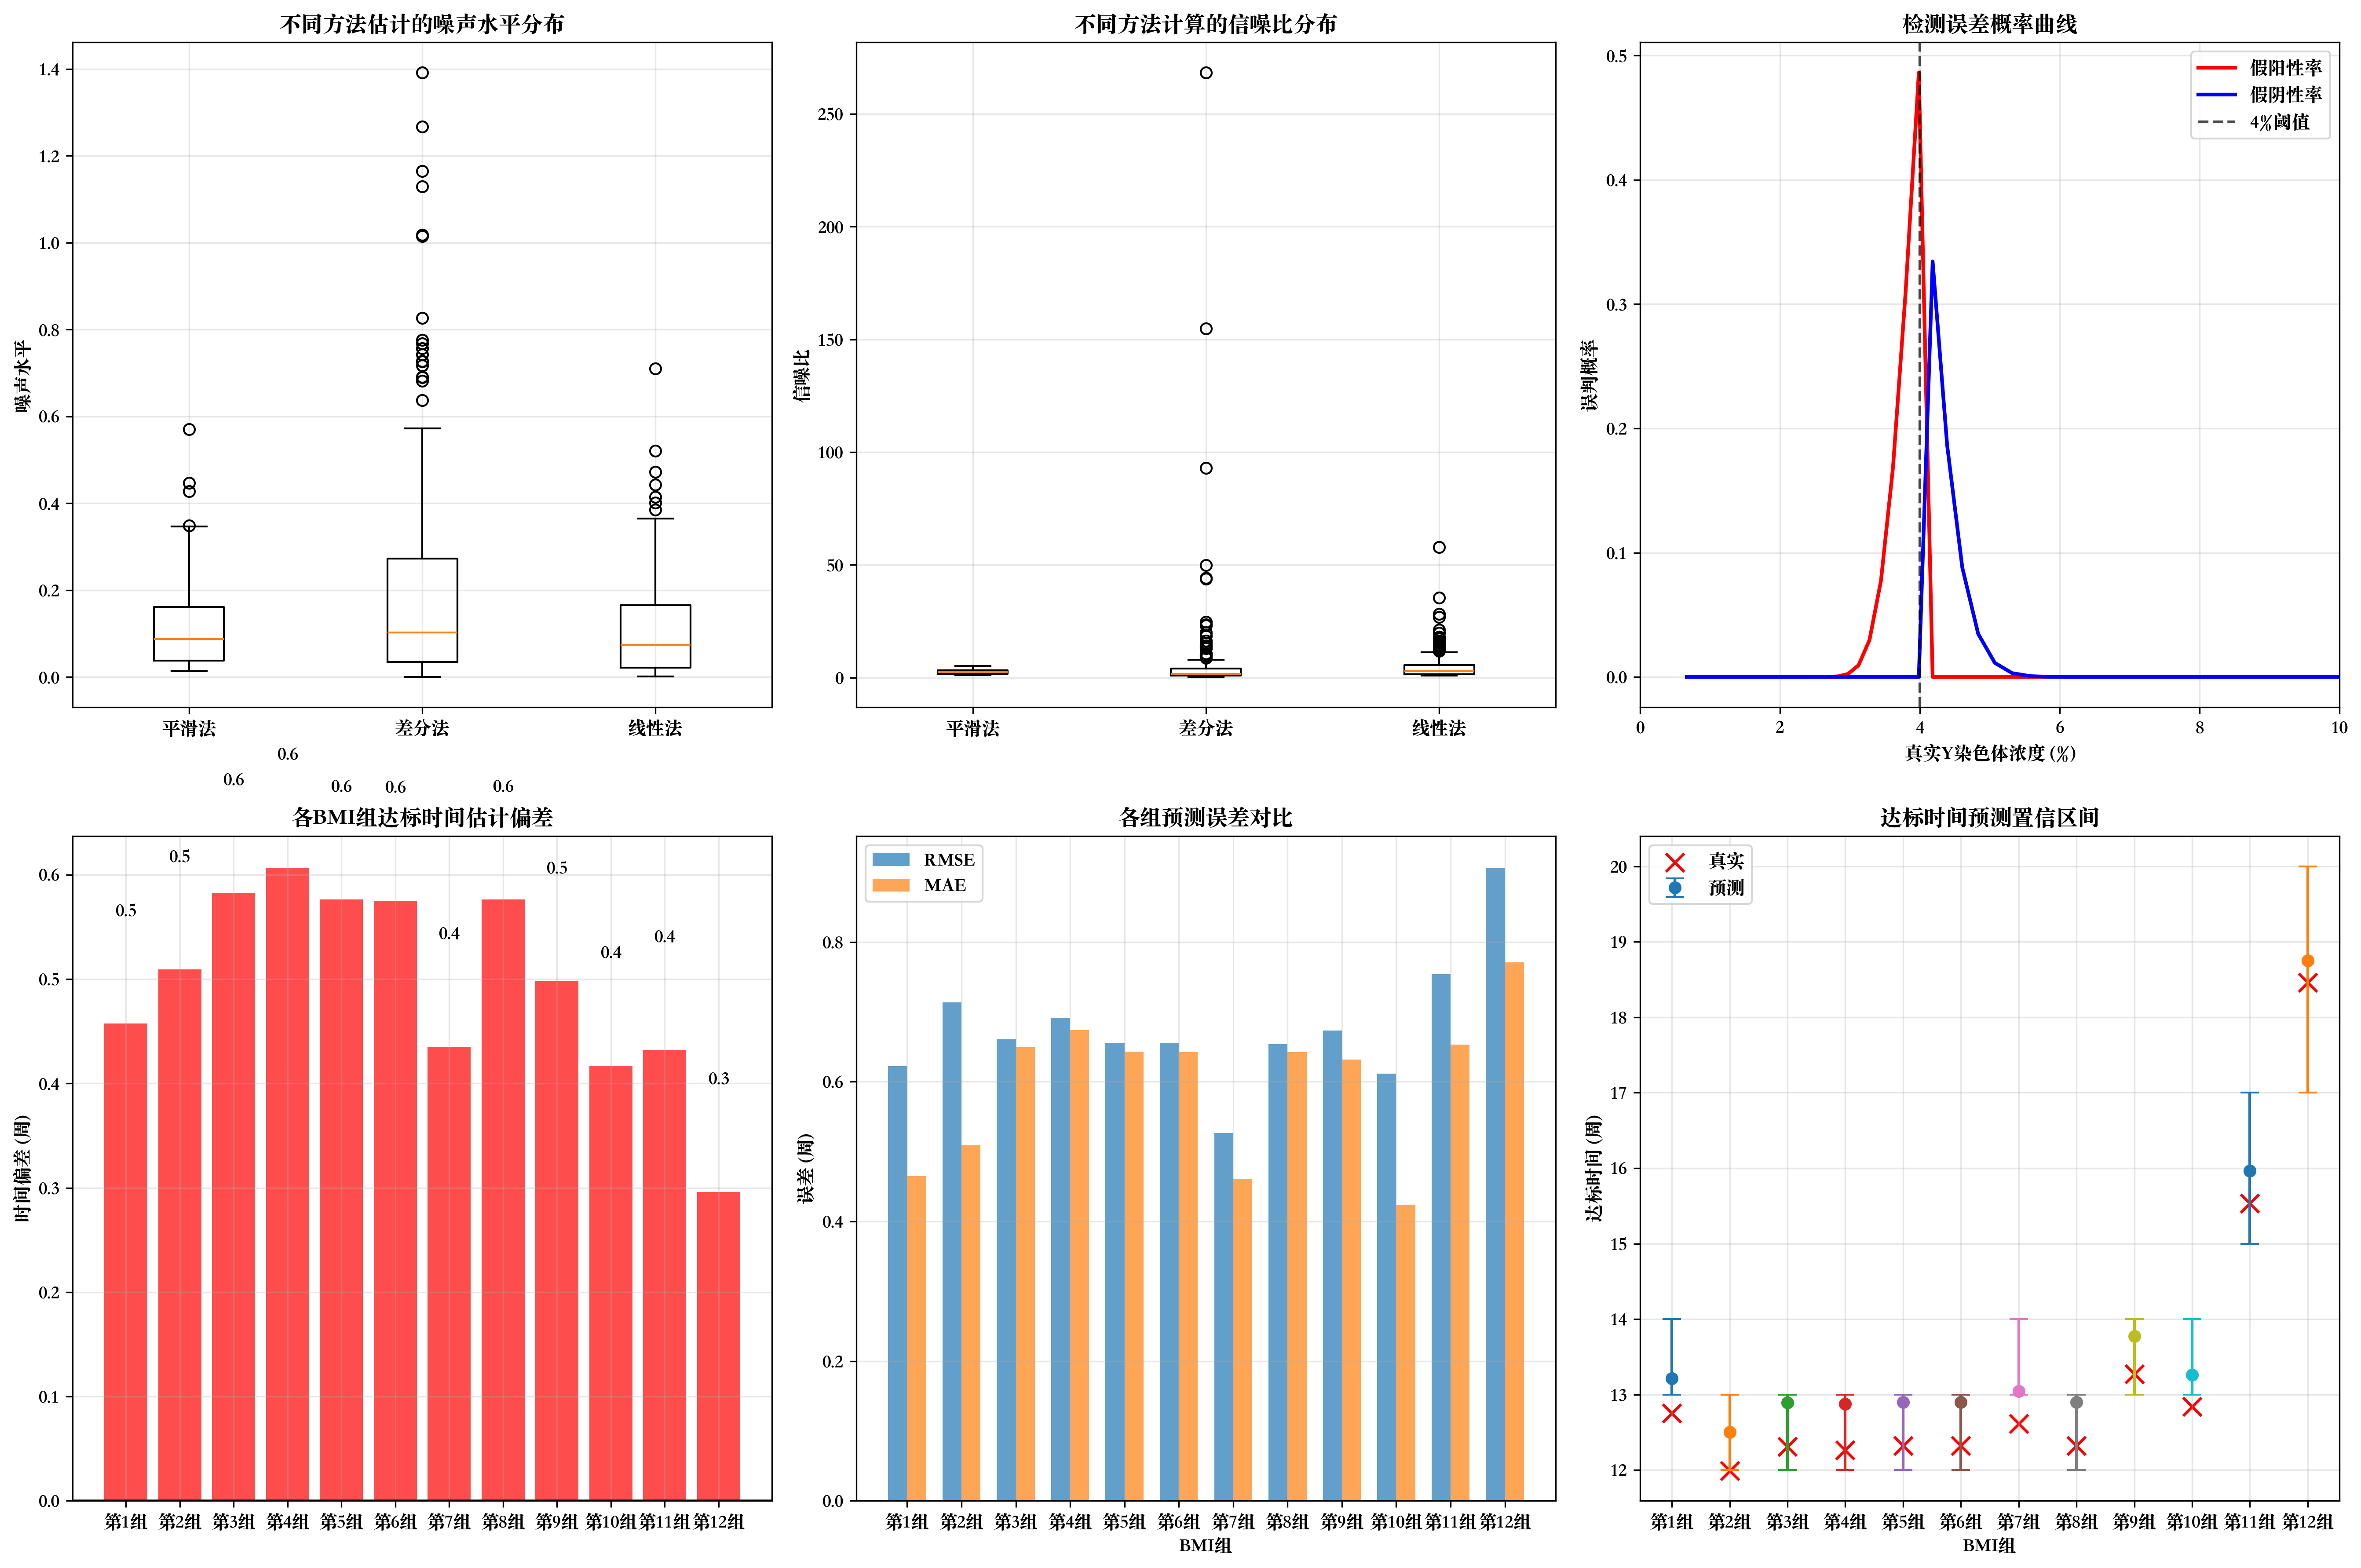 不同方法估计的噪声水平分布
噪声水平
1.4
1.2
1.0
0.8
0.6
0.4
0.2
0.0
平滑法 差分法 线性法
不同方法计算的信噪比分布
信噪比
250
200
150
100
50
0
平滑法 差分法 线性法
检测误差概率曲线
误判概率
0.5
0.4
0.3
0.2
0.1
0.0
假阳性率
假阴性率
4%阈值
0 2 4 6 8 10
真实Y染色体浓度 (%)
各BMI组达标时间估计偏差
时间偏差 (周)
0.6
0.5
0.4
0.3
0.2
0.1
0.0
0.5 0.5 0.6 0.6 0.6 0.6 0.4 0.6 0.5 0.4 0.4 0.3
第1组 第2组 第3组 第4组 第5组 第6组 第7组 第8组 第9组 第10组 第11组 第12组
各组预测误差对比
误差 (周)
RMSE
MAE
0.8
0.6
0.4
0.2
0.0
第1组 第2组 第3组 第4组 第5组 第6组 第7组 第8组 第9组 第10组 第11组 第12组
BMI组
达标时间预测置信区间
达标时间 (周)
真实
预测
20
19
18
17
16
15
14
13
12
第1组 第2组 第3组 第4组 第5组 第6组 第7组 第8组 第9组 第10组 第11组 第12组
BMI组